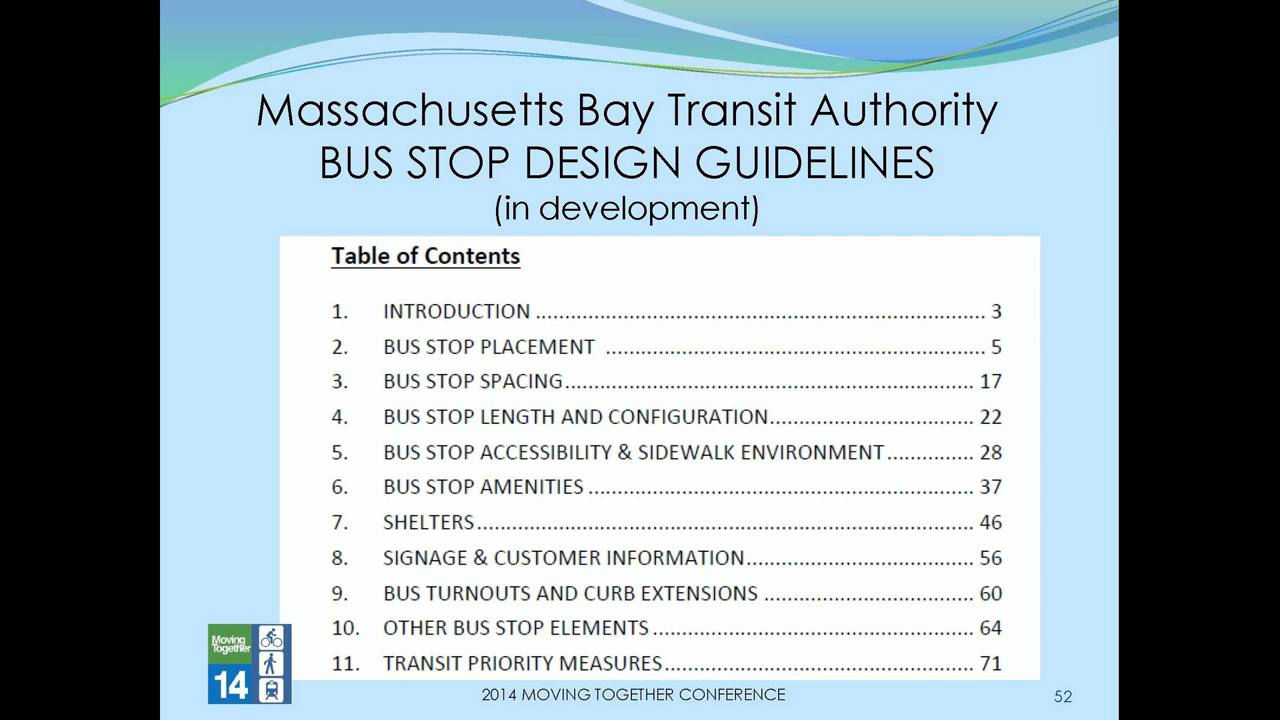 Massachusetts Bay Transit Authority
BUS STOP DESIGN GUIDELINES
(in development)
Table of Contents
1. INTRODUCTION ........................................................................... 3
2. BUS STOP PLACEMENT ................................................................ 5
3. BUS STOP SPACING..................................................................... 17
4. BUS STOP LENGTH AND CONFIGURATION................................... 22
5. BUS STOP ACCESSIBILITY & SIDEWALK ENVIRONMENT............... 28
6. BUS STOP AMENITIES ................................................................. 37
7. SHELTERS.................................................................................... 46
8. SIGNAGE & CUSTOMER INFORMATION....................................... 56
9. BUS TURNOUTS AND CURB EXTENSIONS .................................... 60
10. OTHER BUS STOP ELEMENTS...................................................... 64
11. TRANSIT PRIORITY MEASURES.................................................... 71
Moving
Together
14
2014 MOVING TOGETHER CONFERENCE
52